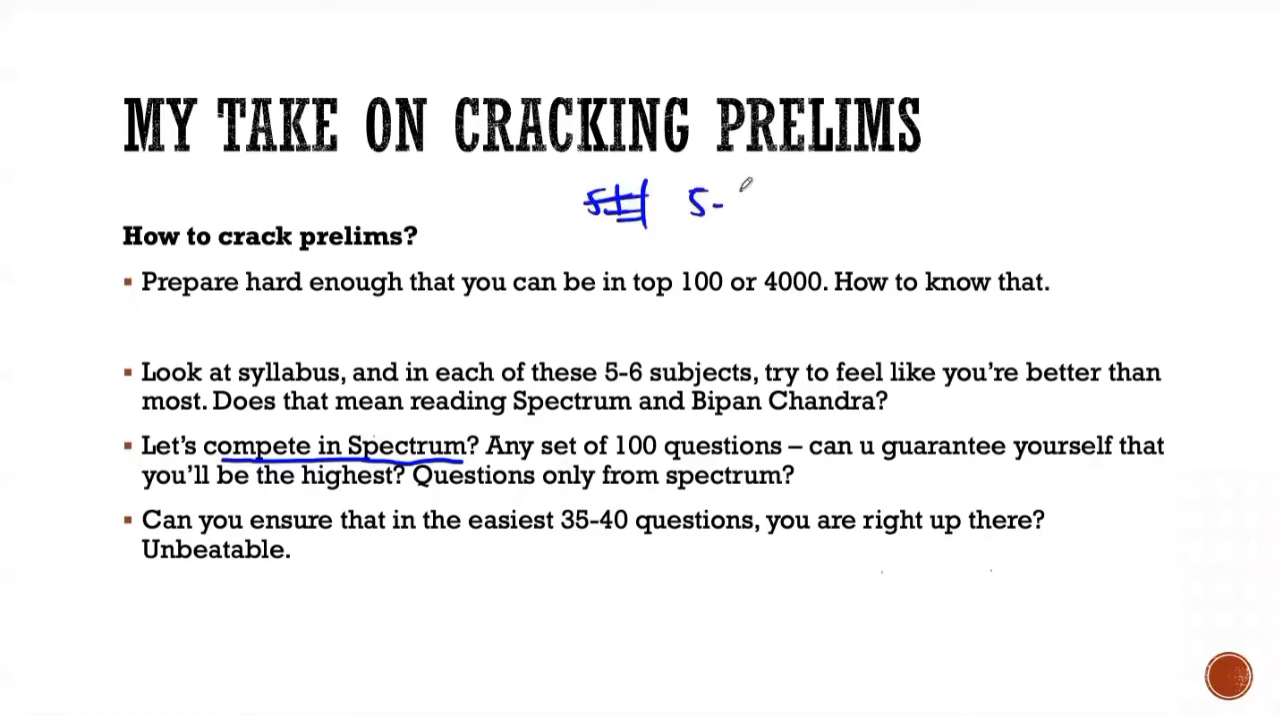 MY TAKE ON CRACKING PRELIMS
5-
How to crack prelims?
▪ Prepare hard enough that you can be in top 100 or 4000. How to know that.
▪ Look at syllabus, and in each of these 5-6 subjects, try to feel like you're better than
most. Does that mean reading Spectrum and Bipan Chandra?
▪ Let's compete in Spectrum? Any set of 100 questions – can u guarantee yourself that
you'll be the highest? Questions only from spectrum?
▪ Can you ensure that in the easiest 35-40 questions, you are right up there?
Unbeatable.